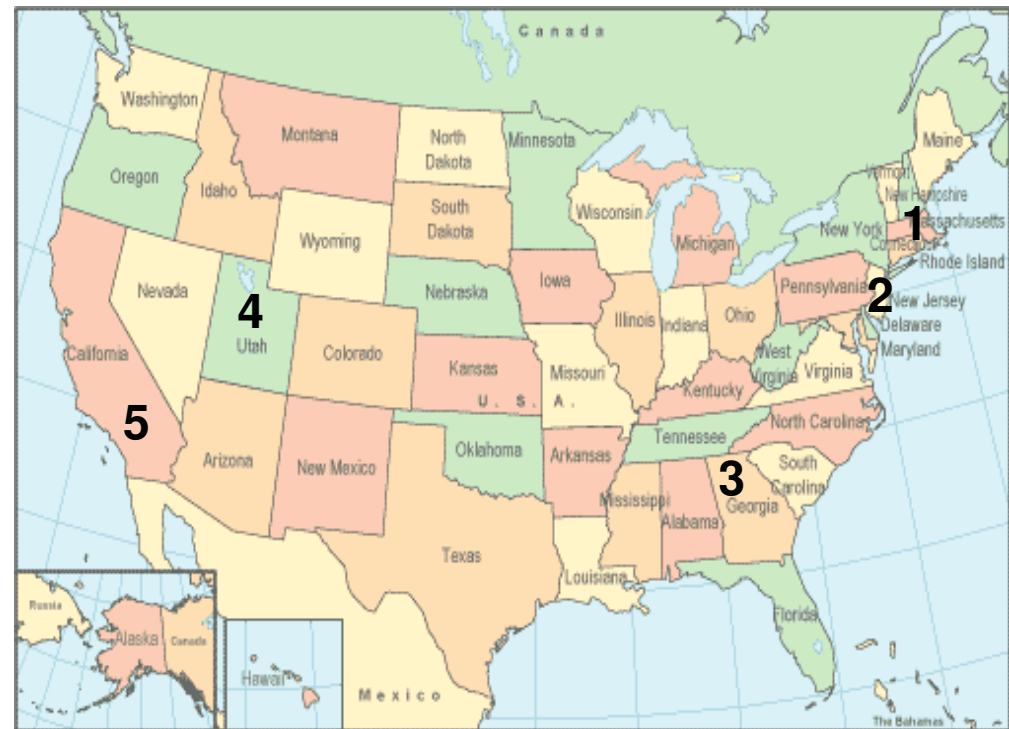 Canada
Washington
Montana
North
Dakota
Minnesota
Maine
Vermont
New Hampshire
Oregon
Idaho
South
Dakota
Wisconsin
Michigan
New York
1
Massachusetts
Connecticut
Rhode Island
Wyoming
Nevada
4
Utah
Nebraska
Iowa
Illinois
Indiana
Ohio
Pennsylvania
2
New Jersey
Delaware
Maryland
California
Colorado
Kansas
U. S. A.
Missouri
West
Virginia
Virginia
Kentucky
5
Arizona
New Mexico
Oklahoma
Arkansas
Tennessee
North Carolina
South
Carolina
3
Georgia
Mississippi
Alabama
Texas
Louisiana
Florida
Russia
Alaska
Canada
Hawaii
Mexico
The Bahamas